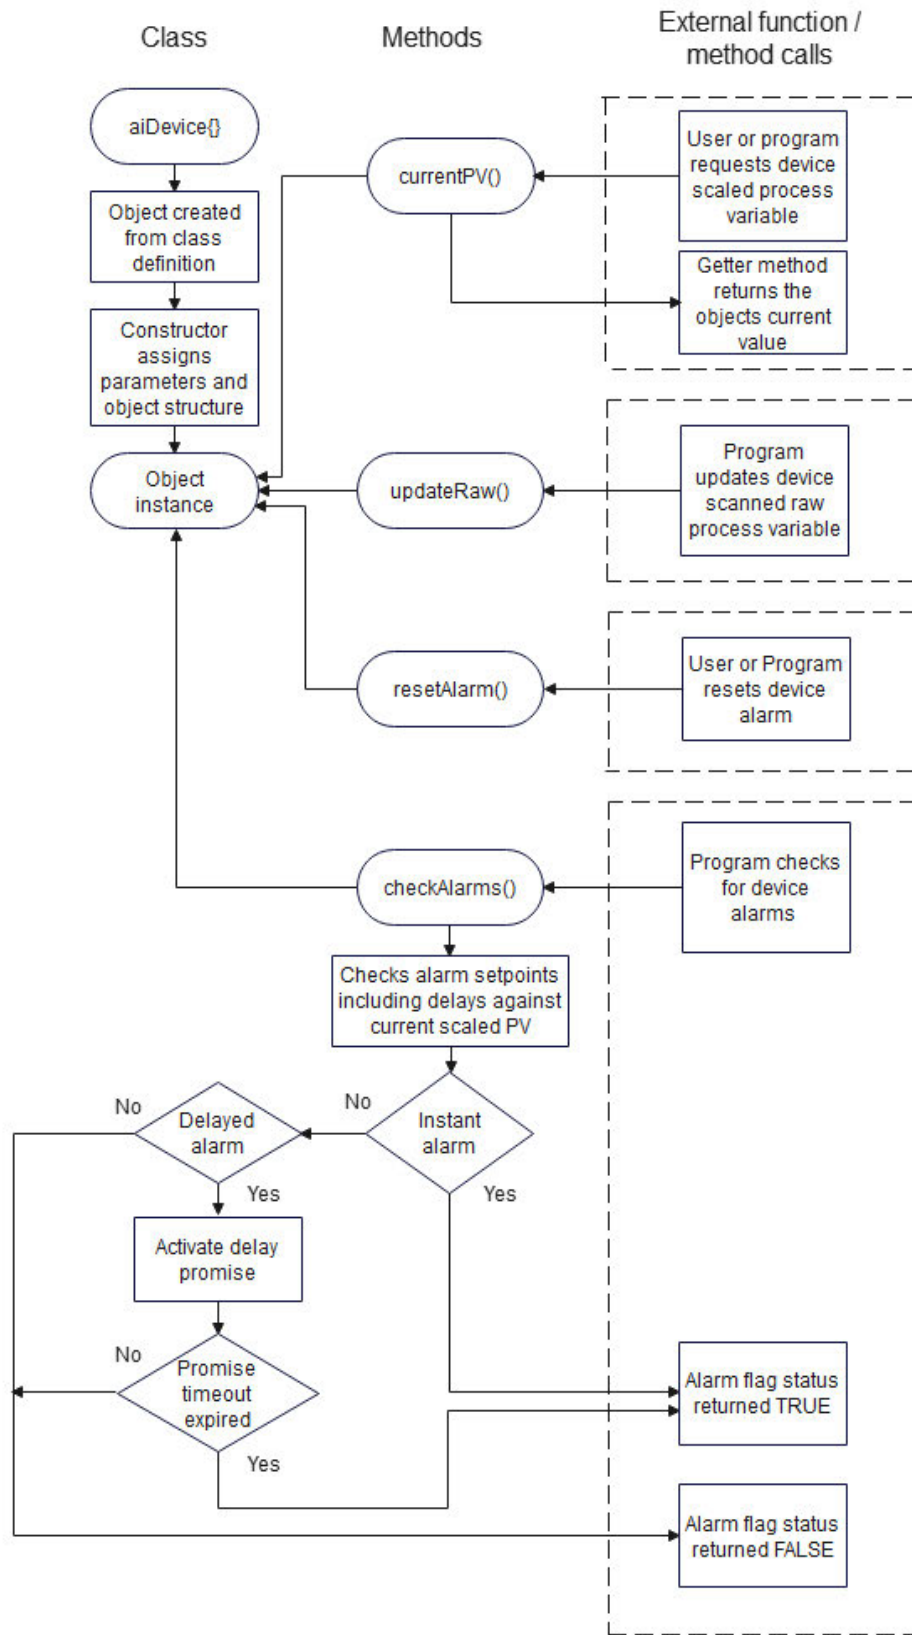 Class
Methods
External function /
method calls
aiDevice{}
Object created
from class
definition
Constructor
assigns
parameters and
object structure
Object
instance
currentPV()
User or program
requests device
scaled process
variable
Getter method
returns the
objects current
value
updateRaw()
Program
updates device
scanned raw
process variable
resetAlarm()
User or Program
resets device
alarm
checkAlarms()
Program checks
for device
alarms
Checks alarm setpoints
including delays against
current scaled PV
Instant
alarm
No
Yes
Delayed
alarm
No
Yes
Activate delay
promise
Promise
timeout
expired
No
Yes
Alarm flag status
returned TRUE
Alarm flag status
returned FALSE